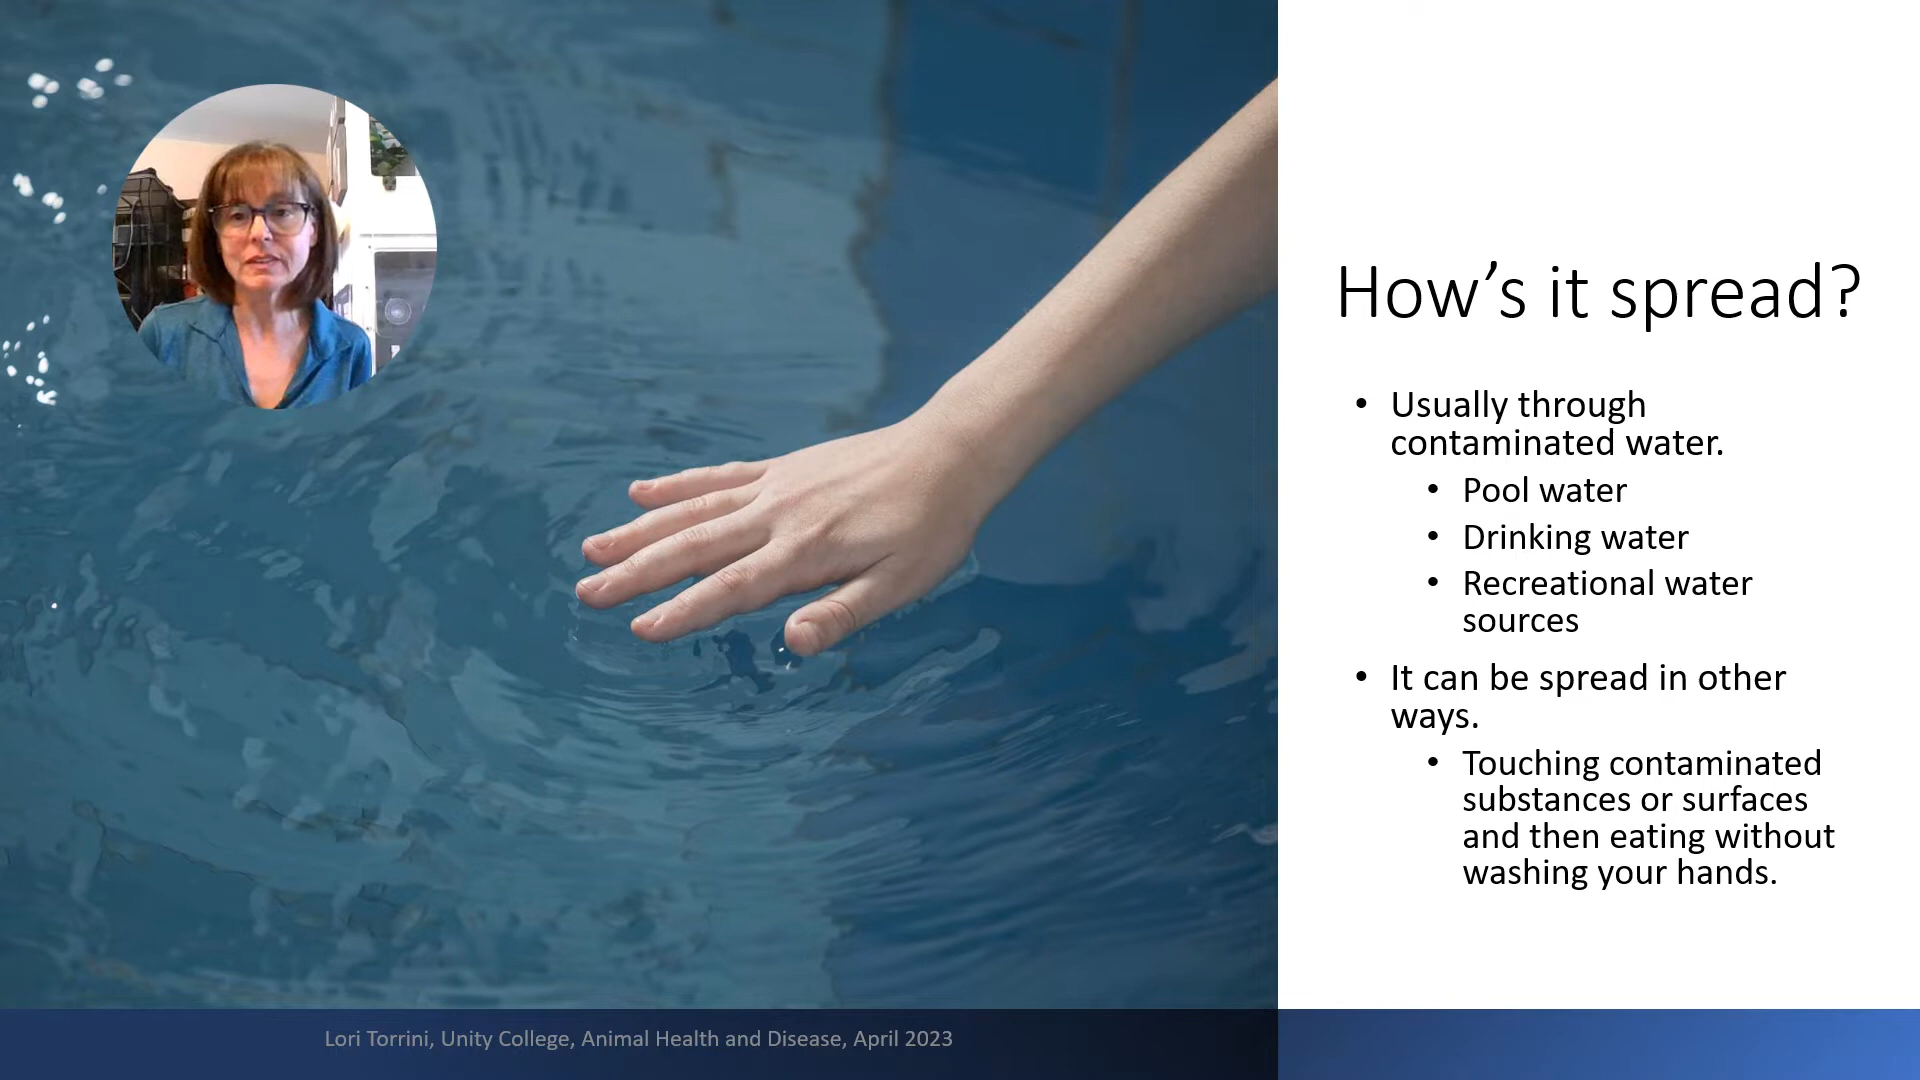 How’s it spread?
• Usually through
contaminated water.
• Pool water
• Drinking water
• Recreational water
sources
• It can be spread in other
ways.
• Touching contaminated
substances or surfaces
and then eating without
washing your hands.
Lori Torrini, Unity College, Animal Health and Disease, April 2023